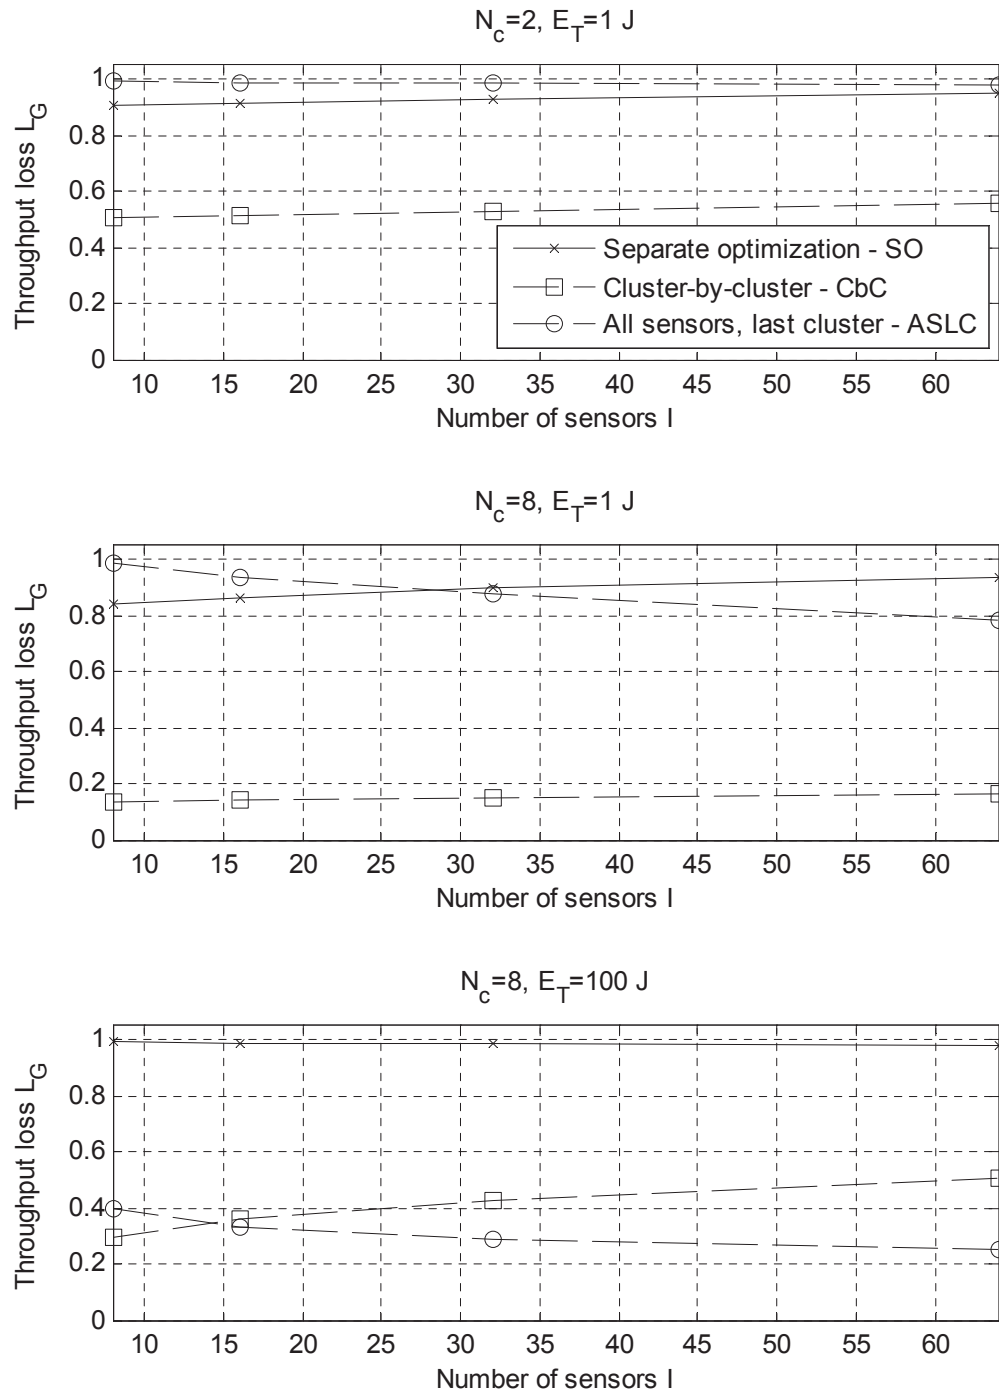 N_c=2, E_T=1 J
Throughput loss L_G
1
0.8
0.6
0.4
0.2
0
Separate optimization - SO
Cluster-by-cluster - CbC
All sensors, last cluster - ASLC
10 15 20 25 30 35 40 45 50 55 60
Number of sensors I
N_c=8, E_T=1 J
Throughput loss L_G
1
0.8
0.6
0.4
0.2
0
10 15 20 25 30 35 40 45 50 55 60
Number of sensors I
N_c=8, E_T=100 J
Throughput loss L_G
1
0.8
0.6
0.4
0.2
0
10 15 20 25 30 35 40 45 50 55 60
Number of sensors I